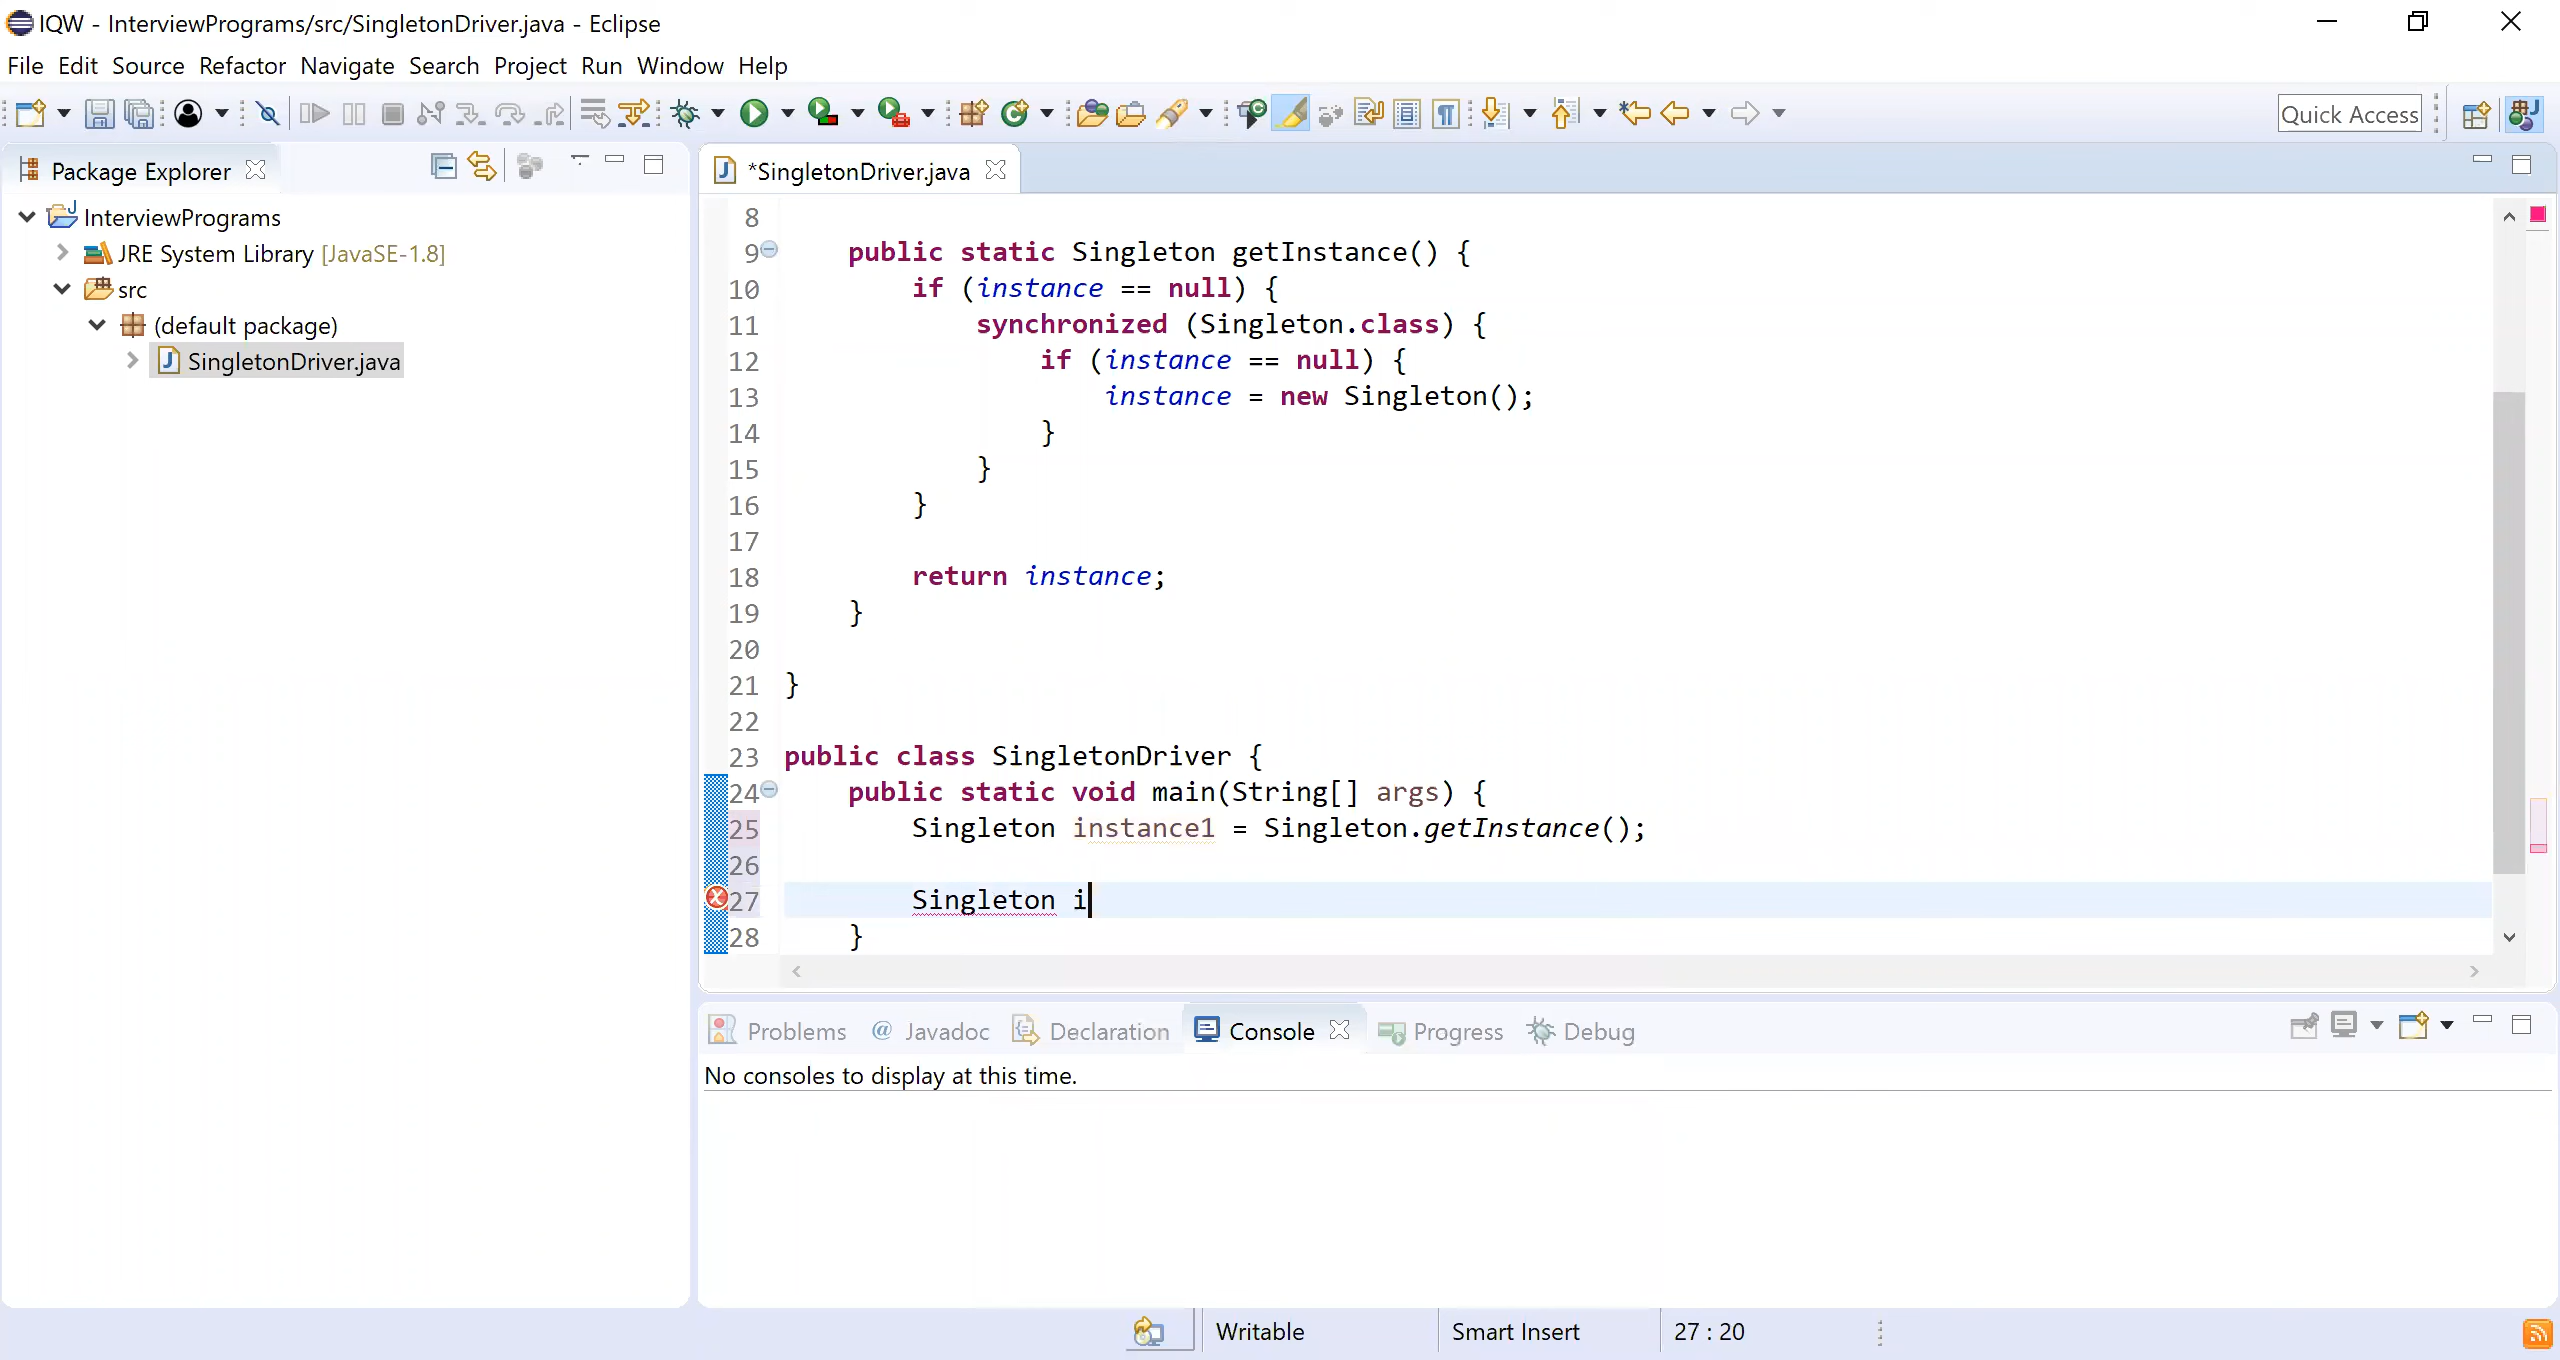 IQW - InterviewPrograms/src/SingletonDriver.java - Eclipse
File Edit Source Refactor Navigate Search Project Run Window Help
Quick Access
Package Explorer
InterviewPrograms
JRE System Library [JavaSE-1.8]
src
(default package)
SingletonDriver.java
*SingletonDriver.java
8
9 public static Singleton getInstance() {
10 if (instance == null) {
11 synchronized (Singleton.class) {
12 if (instance == null) {
13 instance = new Singleton();
14 }
15 }
16 }
17
18 return instance;
19 }
20
21 }
22
23 public class SingletonDriver {
24 public static void main(String[] args) {
25 Singleton instance1 = Singleton.getInstance();
26
27 Singleton i
28 }
Problems @ Javadoc Declaration Console Progress Debug
No consoles to display at this time.
Writable Smart Insert 27 : 20